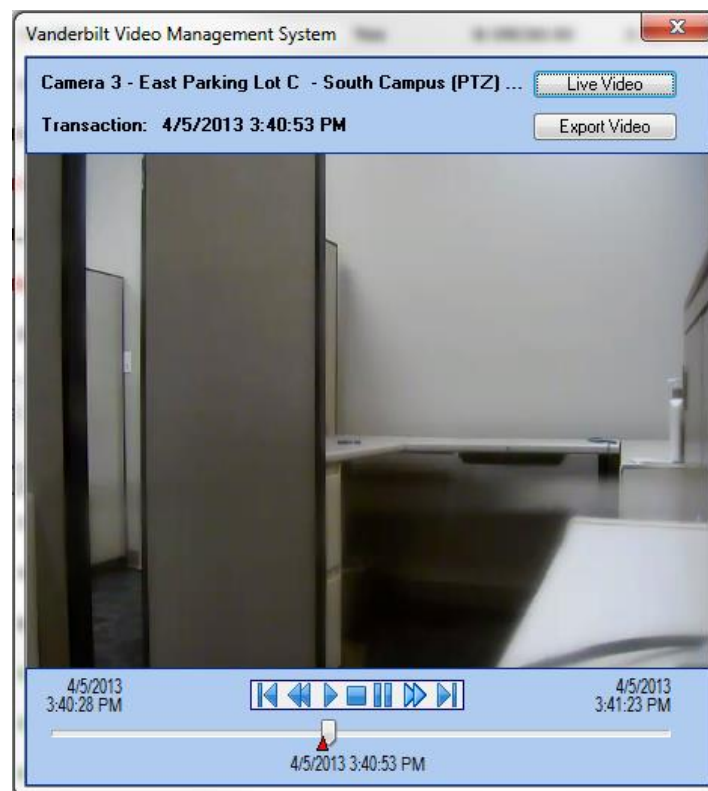 Vanderbilt Video Management System
Camera 3 - East Parking Lot C - South Campus (PTZ) ...
Live Video
Transaction: 4/5/2013 3:40:53 PM
Export Video
4/5/2013
3:40:28 PM
4/5/2013
3:41:23 PM
4/5/2013 3:40:53 PM